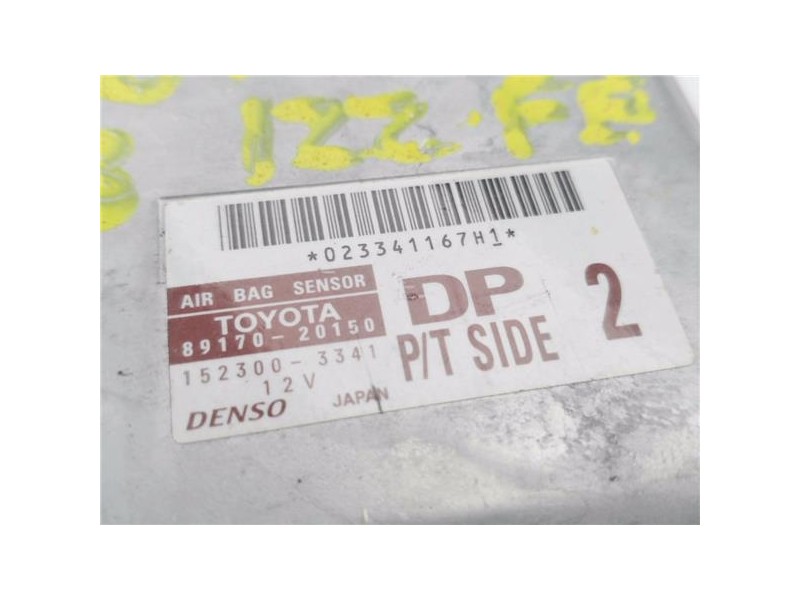 1ZZ-FE
*023341167H1*
AIR BAG SENSOR
TOYOTA
89170-20150
152300-3341
12V
DENSO JAPAN
DP
P/T SIDE
2